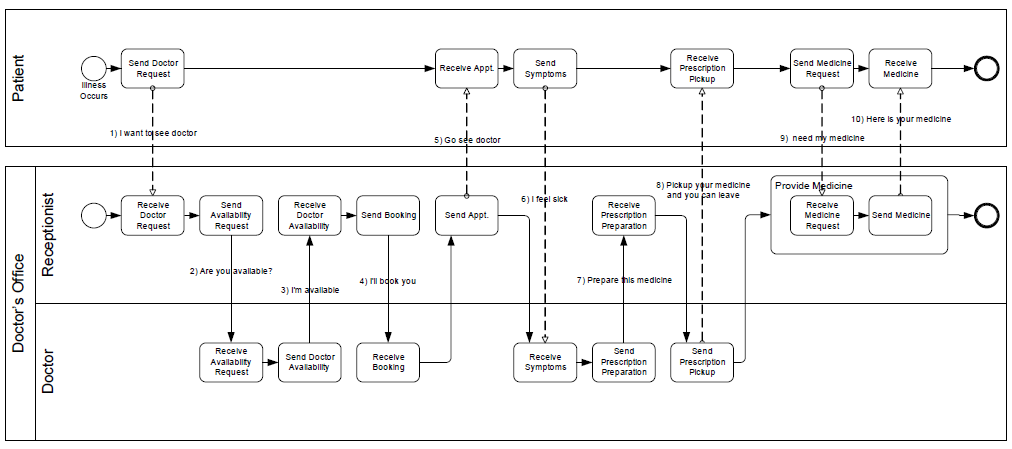 Patient
Illness
Occurs
Send Doctor
Request
Receive Appt.
Send
Symptoms
Receive
Prescription
Pickup
Send Medicine
Request
Receive
Medicine
1) I want to see doctor
5) Go see doctor
9) need my medicine
10) Here is your medicine
Doctor's Office
Receptionist
Receive
Doctor
Request
Send
Availability
Request
Receive
Doctor
Availability
Send Booking
Send Appt.
6) I feel sick
Receive
Prescription
Preparation
8) Pickup your medicine
and you can leave
Provide Medicine
Receive
Medicine
Request
Send Medicine
2) Are you available?
3) I'm available
4) I'll book you
7) Prepare this medicine
Doctor
Receive
Availability
Request
Send Doctor
Availability
Receive
Booking
Receive
Symptoms
Send
Prescription
Preparation
Send
Prescription
Pickup